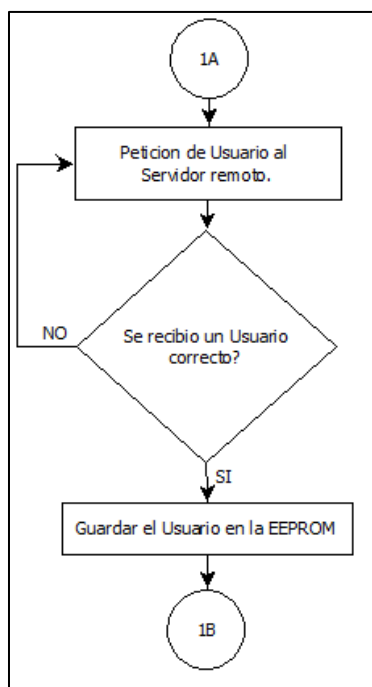 1A
Peticion de Usuario al
Servidor remoto.
NO
Se recibio un Usuario
correcto?
SI
Guardar el Usuario en la EEPROM
1B